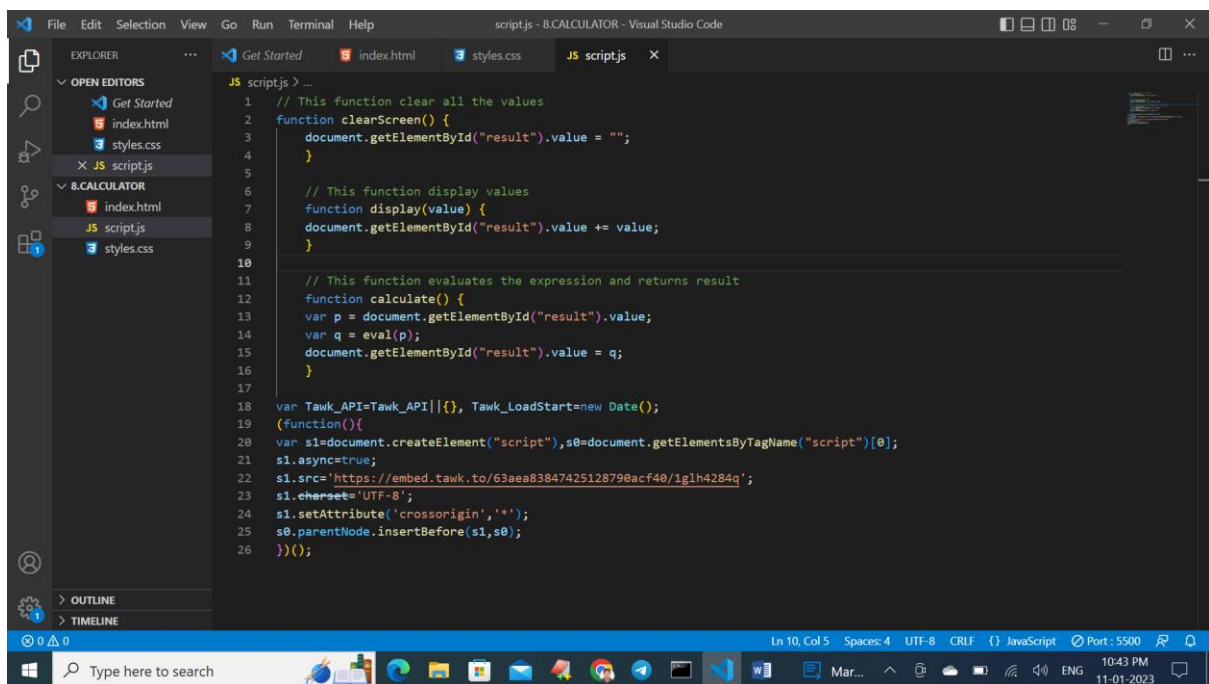 File Edit Selection View Go Run Terminal Help script.js - 8.CALCULATOR - Visual Studio Code
EXPLORER ... Get Started index.html styles.css JS script.js
OPEN EDITORS
Get Started
index.html
styles.css
JS script.js
8.CALCULATOR
index.html
JS script.js
styles.css
1
JS script.js > ...
1 // This function clear all the values
2 function clearScreen() {
3 document.getElementById("result").value = "";
4 }
5
6 // This function display values
7 function display(value) {
8 document.getElementById("result").value += value;
9 }
10
11 // This function evaluates the expression and returns result
12 function calculate() {
13 var p = document.getElementById("result").value;
14 var q = eval(p);
15 document.getElementById("result").value = q;
16 }
17
18 var Tawk_API=Tawk_API||{}, Tawk_LoadStart=new Date();
19 (function(){
20 var s1=document.createElement("script"),s0=document.getElementsByTagName("script")[0];
21 s1.async=true;
22 s1.src='https://embed.tawk.to/63aea83847425128790acf40/1glh4284q';
23 s1.charset='UTF-8';
24 s1.setAttribute('crossorigin','*');
25 s0.parentNode.insertBefore(s1,s0);
26 })();
OUTLINE
1
TIMELINE
0 0 Ln 10, Col 5 Spaces: 4 UTF-8 CRLF {} JavaScript Port : 5500
Type here to search Mar... ENG 10:43 PM
11-01-2023